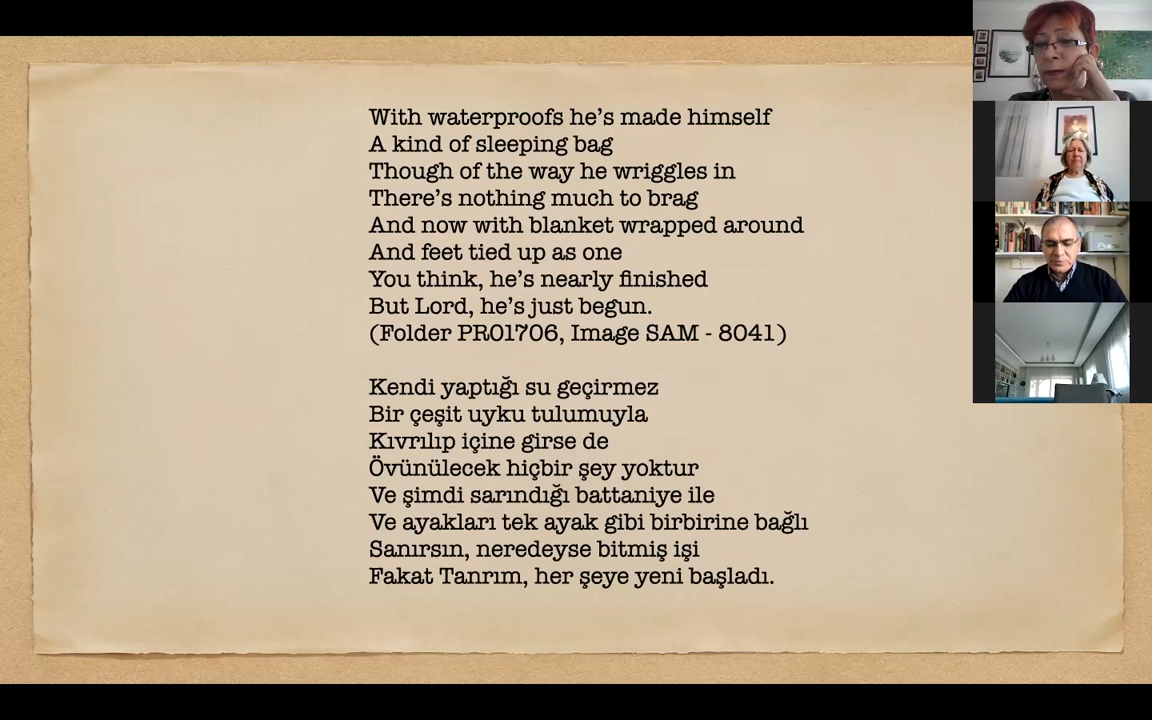 With waterproofs he’s made himself
A kind of sleeping bag
Though of the way he wriggles in
There’s nothing much to brag
And now with blanket wrapped around
And feet tied up as one
You think, he’s nearly finished
But Lord, he’s just begun.
(Folder PR01706, Image SAM - 8041)
Kendi yaptığı su geçirmez
Bir çeşit uyku tulumuyla
Kıvrılıp içine girse de
Övünülecek hiçbir şey yoktur
Ve şimdi sarındığı battaniye ile
Ve ayakları tek ayak gibi birbirine bağlı
Sanırsın, neredeyse bitmiş işi
Fakat Tanrım, her şeye yeni başladı.